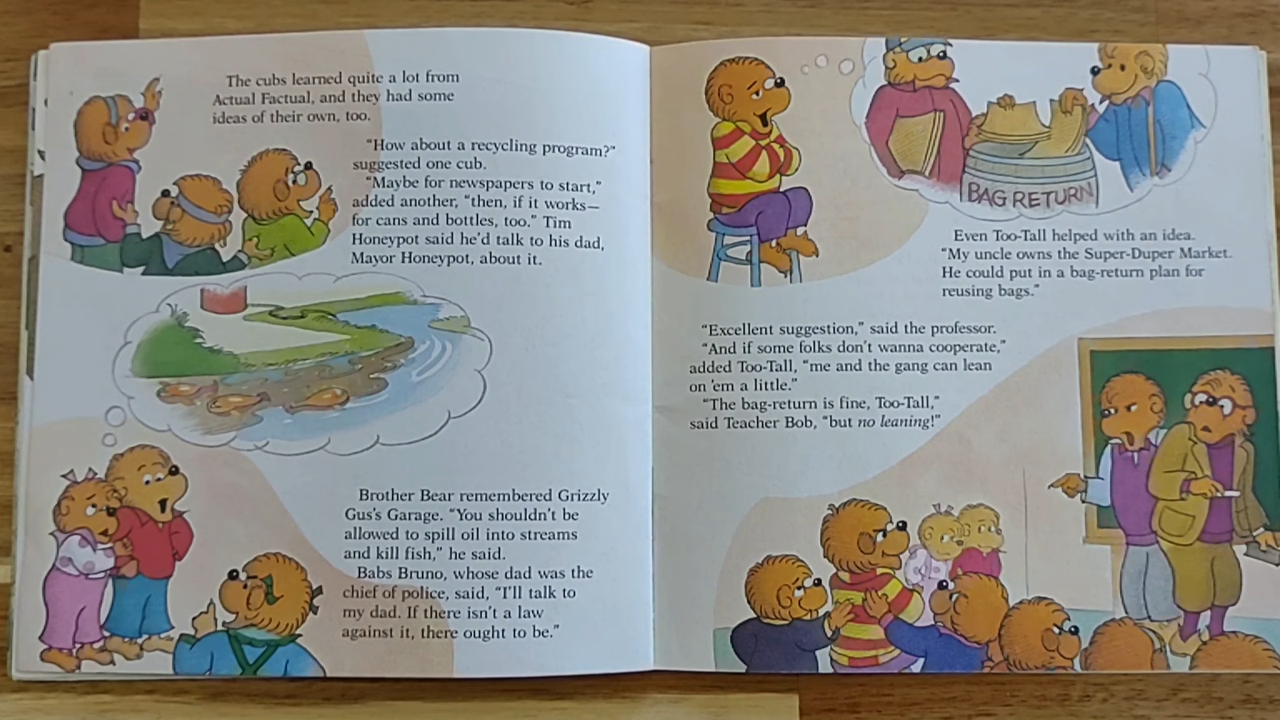 The cubs learned quite a lot from
Actual Factual, and they had some
ideas of their own, too.
"How about a recycling program?"
suggested one cub.
"Maybe for newspapers to start,"
added another, "then, if it works—
for cans and bottles, too." Tim
Honeypot said he'd talk to his dad,
Mayor Honeypot, about it.
Brother Bear remembered Grizzly
Gus's Garage. "You shouldn't be
allowed to spill oil into streams
and kill fish," he said.
Babs Bruno, whose dad was the
chief of police, said, "I'll talk to
my dad. If there isn't a law
against it, there ought to be."
BAG RETURN
Even Too-Tall helped with an idea.
"My uncle owns the Super-Duper Market.
He could put in a bag-return plan for
reusing bags."
"Excellent suggestion," said the professor.
"And if some folks don't wanna cooperate,"
added Too-Tall, "me and the gang can lean
on 'em a little."
"The bag-return is fine, Too-Tall,"
said Teacher Bob, "but no leaning!"